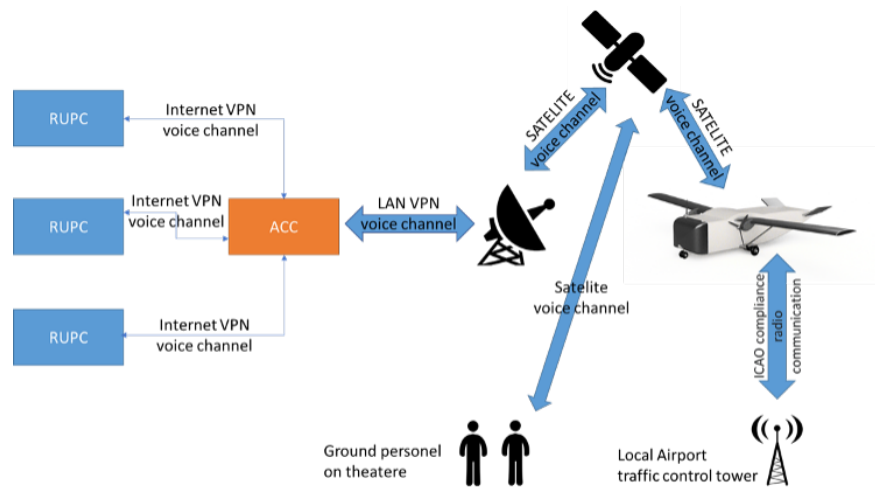 RUPC
Internet VPN
voice channel
RUPC
Internet VPN
voice channel
RUPC
Internet VPN
voice channel
ACC
LAN VPN
voice channel
SATELITE
voice channel
SATELITE
voice channel
Satelite
voice channel
ICAO compliance
radio
communication
Ground personel
on theatere
Local Airport
traffic control tower